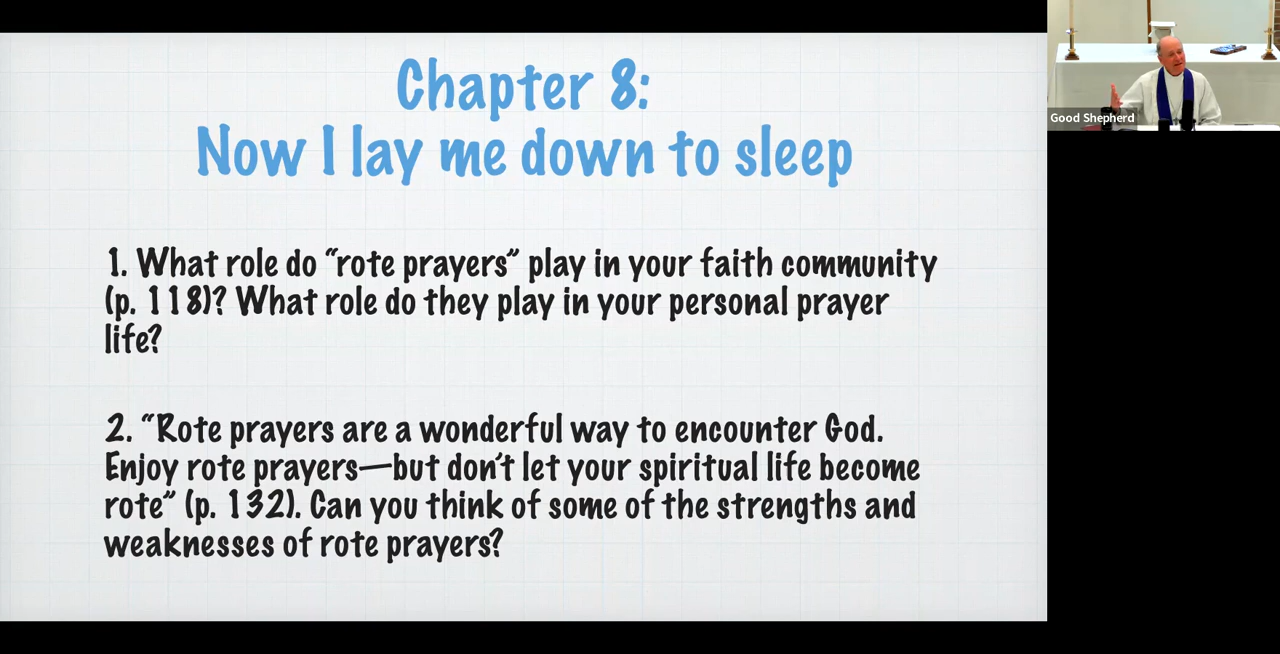 Chapter 8:
Now I lay me down to sleep
1. What role do “rote prayers” play in your faith community
(p. 118)? What role do they play in your personal prayer
life?
2. “Rote prayers are a wonderful way to encounter God.
Enjoy rote prayers—but don’t let your spiritual life become
rote” (p. 132). Can you think of some of the strengths and
weaknesses of rote prayers?
Good Shepherd